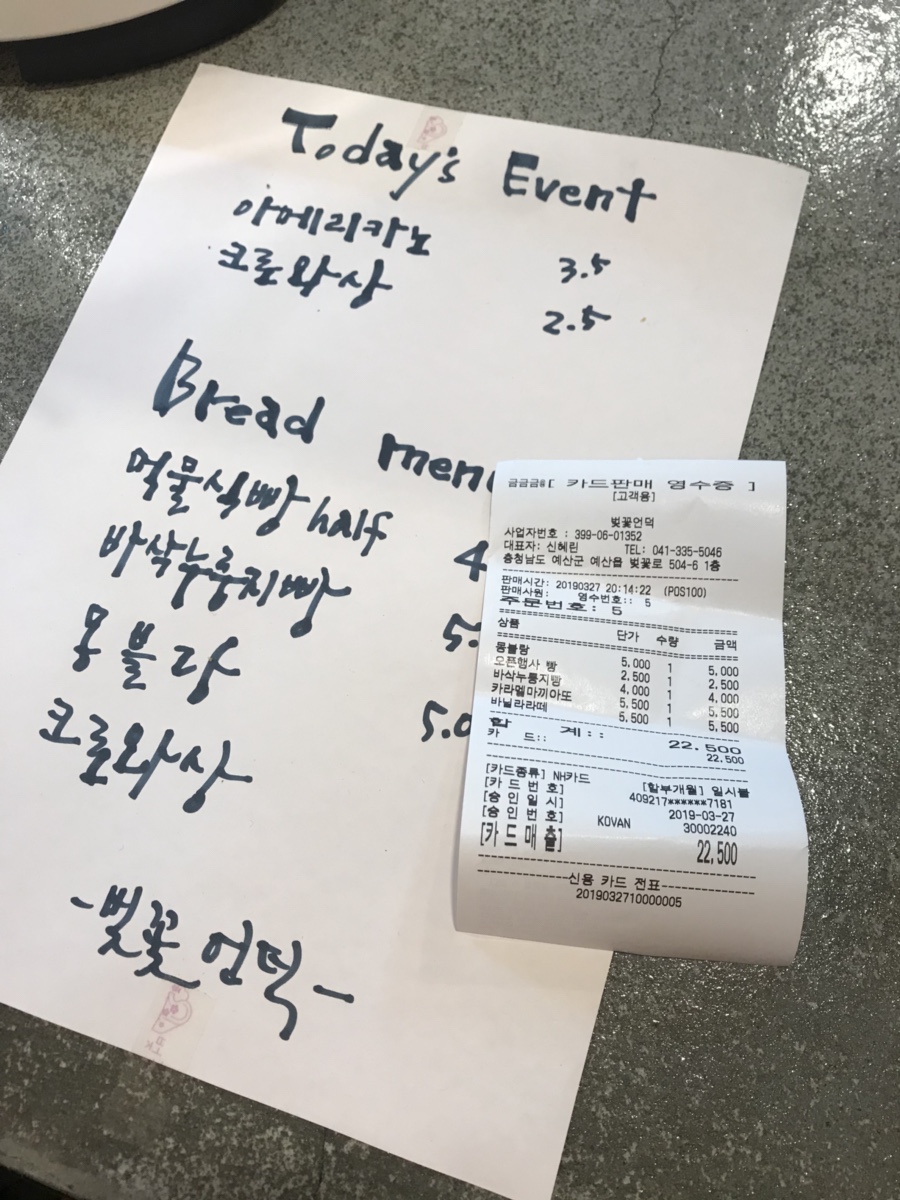 Today's Event
아메리카노 3.5
크로와상 2.5
Bread menu
먹물식빵 half 4
바삭누룽지빵 5.
몽블랑 5.0
크로와상
-벚꽃언덕-
[ 카드판매 영수증 ]
[고객용]
벚꽃언덕
사업자번호 : 399-06-01352
대표자: 신혜린 TEL: 041-335-5046
충청남도 예산군 예산읍 벚꽃로 504-6 1층
판매시간: 20190327 20:14:22 (POS100)
판매사원: 영수번호:: 5
주문번호: 5
상품 단가 수량 금액
몽블랑 5,000 1 5,000
오픈행사 빵 2,500 1 2,500
바삭누룽지빵 4,000 1 4,000
카라멜마끼아또 5,500 1 5,500
바닐라라떼 5,500 1 5,500
합 계:: 22,500
카 드:: 22,500
[카드종류] NH카드 [할부개월] 일시불
[카 드 번 호] 409217******7181
[승 인 일 시] 2019-03-27
[승 인 번 호] KOVAN 30002240
[카 드 매 출] 22,500
신용 카드 전표
2019032710000005